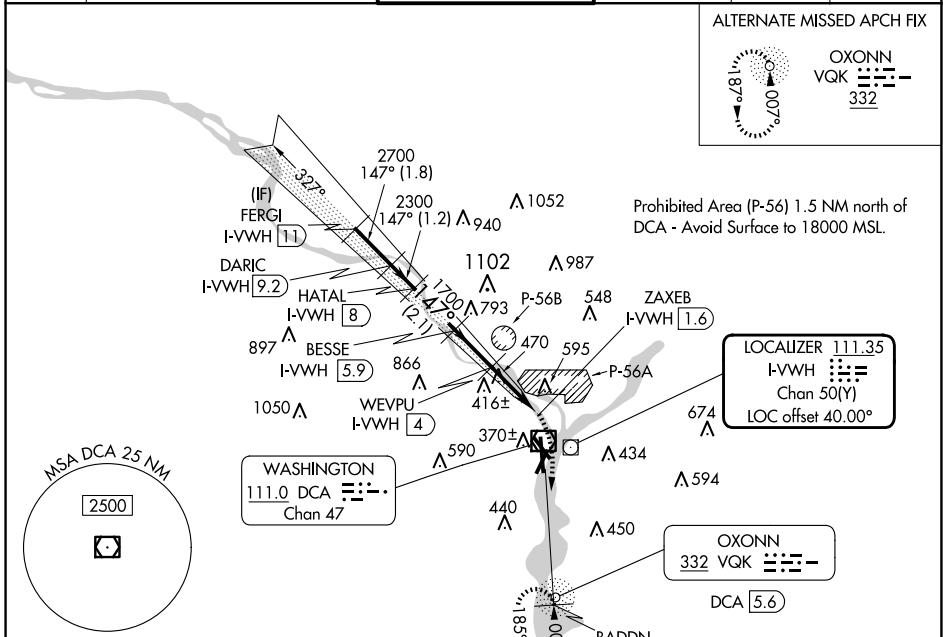 ALTERNATE MISSED APCH FIX
OXONN
VQK
332
187°
007°
Prohibited Area (P-56) 1.5 NM north of
DCA - Avoid Surface to 18000 MSL.
327°
2700
147° (1.8)
2300
147° (1.2)
940
1052
(IF)
FERGI
I-VWH 11
DARIC
I-VWH 9.2
HATAL
I-VWH 8
1102
987
1700
147°
(2.1)
793
P-56B
548
ZAXEB
I-VWH 1.6
897
BESSE
I-VWH 5.9
866
470
595
P-56A
LOCALIZER 111.35
I-VWH
Chan 50(Y)
LOC offset 40.00°
1050
WEVPU
I-VWH 4
416±
674
370±
590
434
WASHINGTON
111.0 DCA
Chan 47
594
MSA DCA 25 NM
2500
440
450
OXONN
332 VQK
DCA 5.6
185°
BADDN